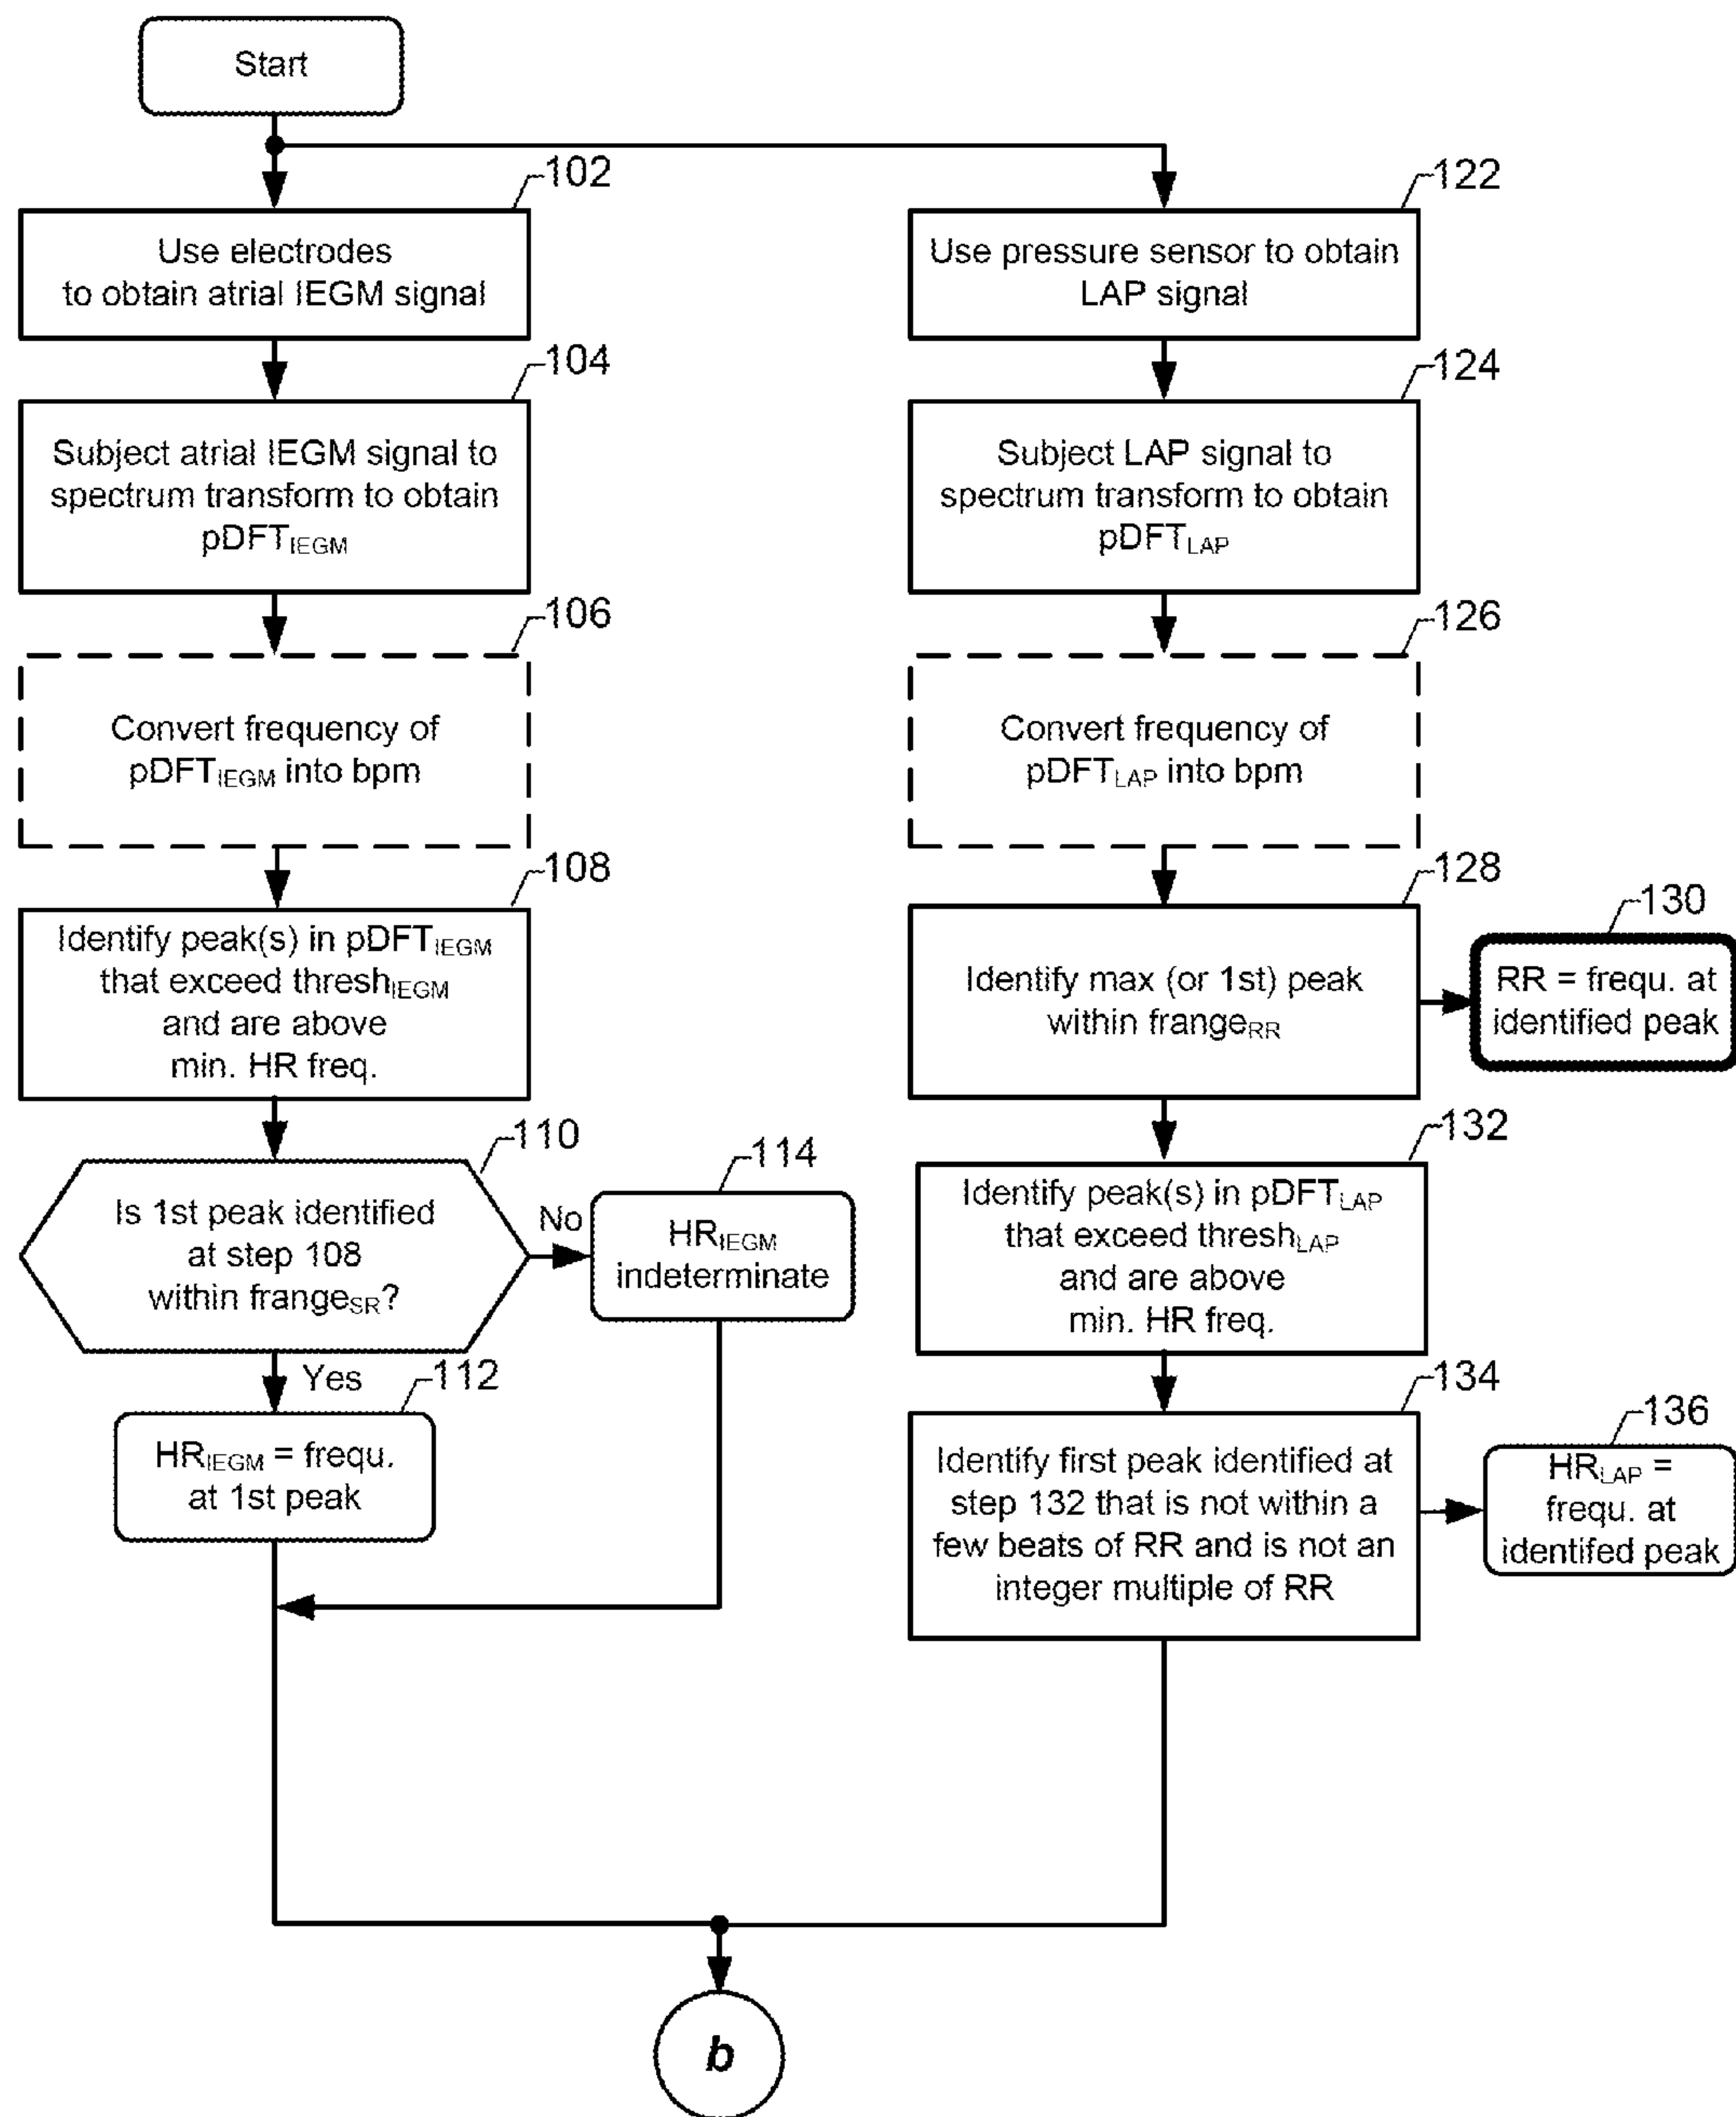 Start
102
Use electrodes
to obtain atrial IEGM signal
104
Subject atrial IEGM signal to
spectrum transform to obtain
pDFTIEGM
106
Convert frequency of
pDFTIEGM into bpm
108
Identify peak(s) in pDFTIEGM
that exceed threshIEGM
and are above
min. HR freq.
110
Is 1st peak identified
at step 108
within frangeSR?
No
114
HRIEGM
indeterminate
Yes
112
HRIEGM = frequ.
at 1st peak
122
Use pressure sensor to obtain
LAP signal
124
Subject LAP signal to
spectrum transform to obtain
pDFTLAP
126
Convert frequency of
pDFTLAP into bpm
128
Identify max (or 1st) peak
within frangeRR
130
RR = frequ. at
identified peak
132
Identify peak(s) in pDFTLAP
that exceed threshLAP
and are above
min. HR freq.
134
Identify first peak identified at
step 132 that is not within a
few beats of RR and is not an
integer multiple of RR
136
HRLAP =
frequ. at
identifed peak
b